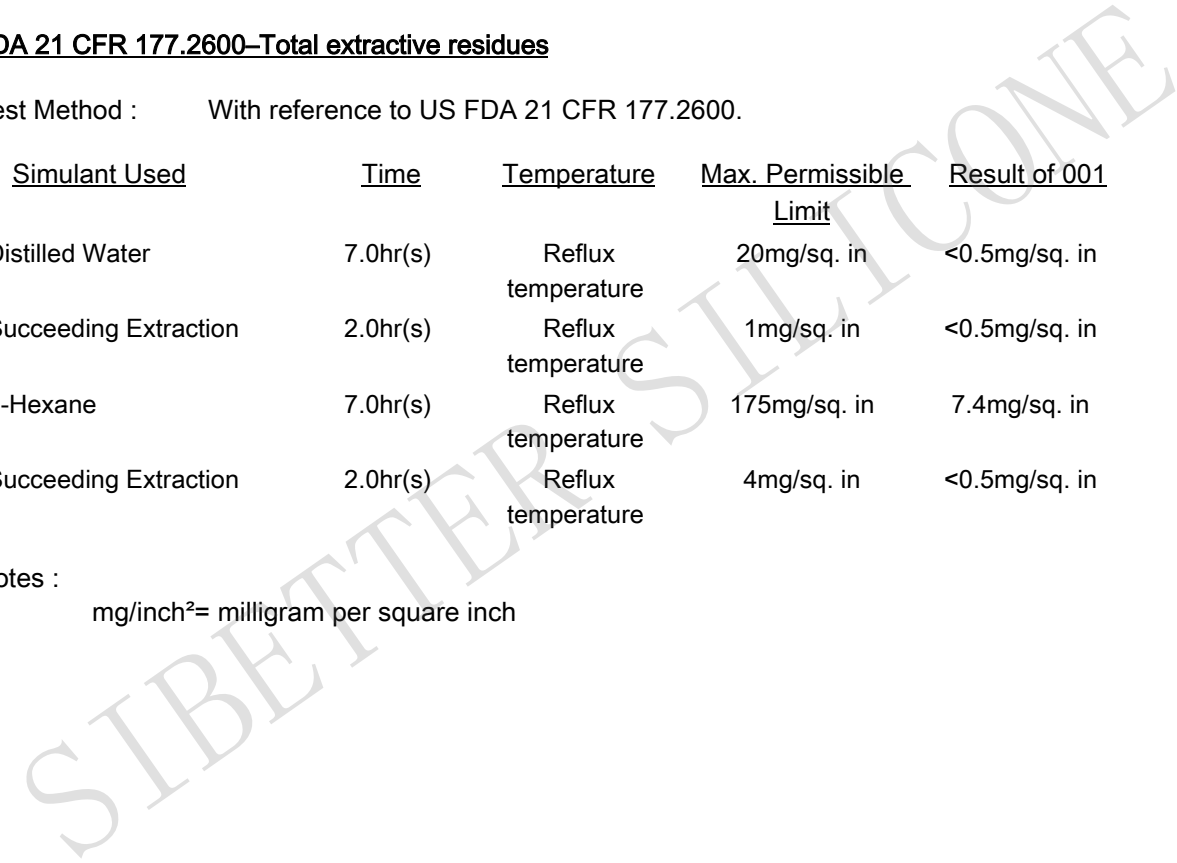 DA 21 CFR 177.2600–Total extractive residues
est Method : With reference to US FDA 21 CFR 177.2600.
Simulant Used Time Temperature Max. Permissible Result of 001
Limit
Distilled Water 7.0hr(s) Reflux 20mg/sq. in <0.5mg/sq. in
temperature
Succeeding Extraction 2.0hr(s) Reflux 1mg/sq. in <0.5mg/sq. in
temperature
-Hexane 7.0hr(s) Reflux 175mg/sq. in 7.4mg/sq. in
temperature
Succeeding Extraction 2.0hr(s) Reflux 4mg/sq. in <0.5mg/sq. in
temperature
otes :
mg/inch²= milligram per square inch
SIBETTER SILICONE